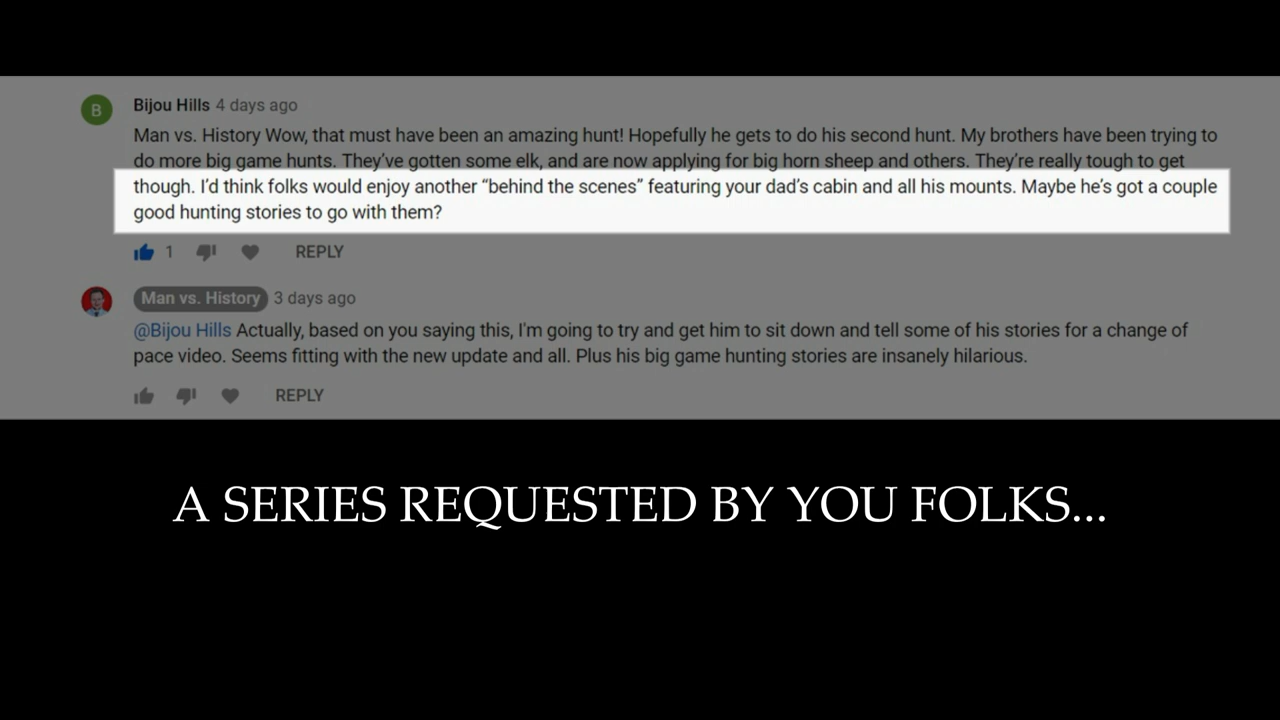 B
Bijou Hills 4 days ago
Man vs. History Wow, that must have been an amazing hunt! Hopefully he gets to do his second hunt. My brothers have been trying to
do more big game hunts. They've gotten some elk, and are now applying for big horn sheep and others. They're really tough to get
though. I'd think folks would enjoy another “behind the scenes” featuring your dad's cabin and all his mounts. Maybe he's got a couple
good hunting stories to go with them?
1 REPLY
Man vs. History 3 days ago
@Bijou Hills Actually, based on you saying this, I'm going to try and get him to sit down and tell some of his stories for a change of
pace video. Seems fitting with the new update and all. Plus his big game hunting stories are insanely hilarious.
REPLY
A SERIES REQUESTED BY YOU FOLKS...